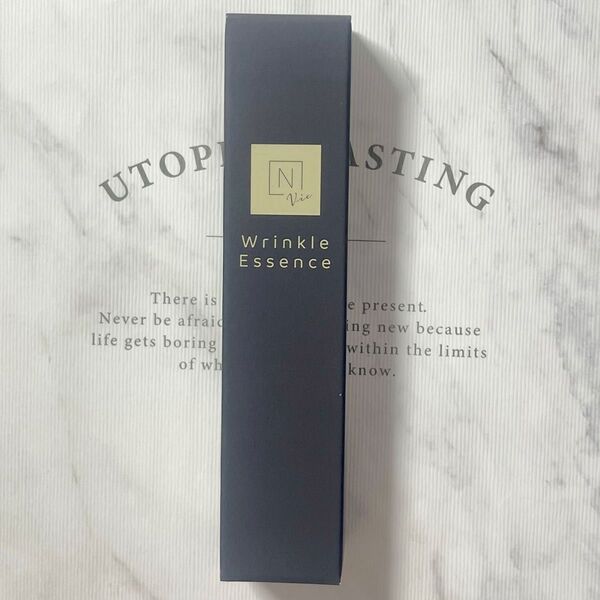 UTOP ASTING
N
Vie
Wrinkle
Essence
There is e present.
Never be afraid ing new because
life gets boring within the limits
of wh know.